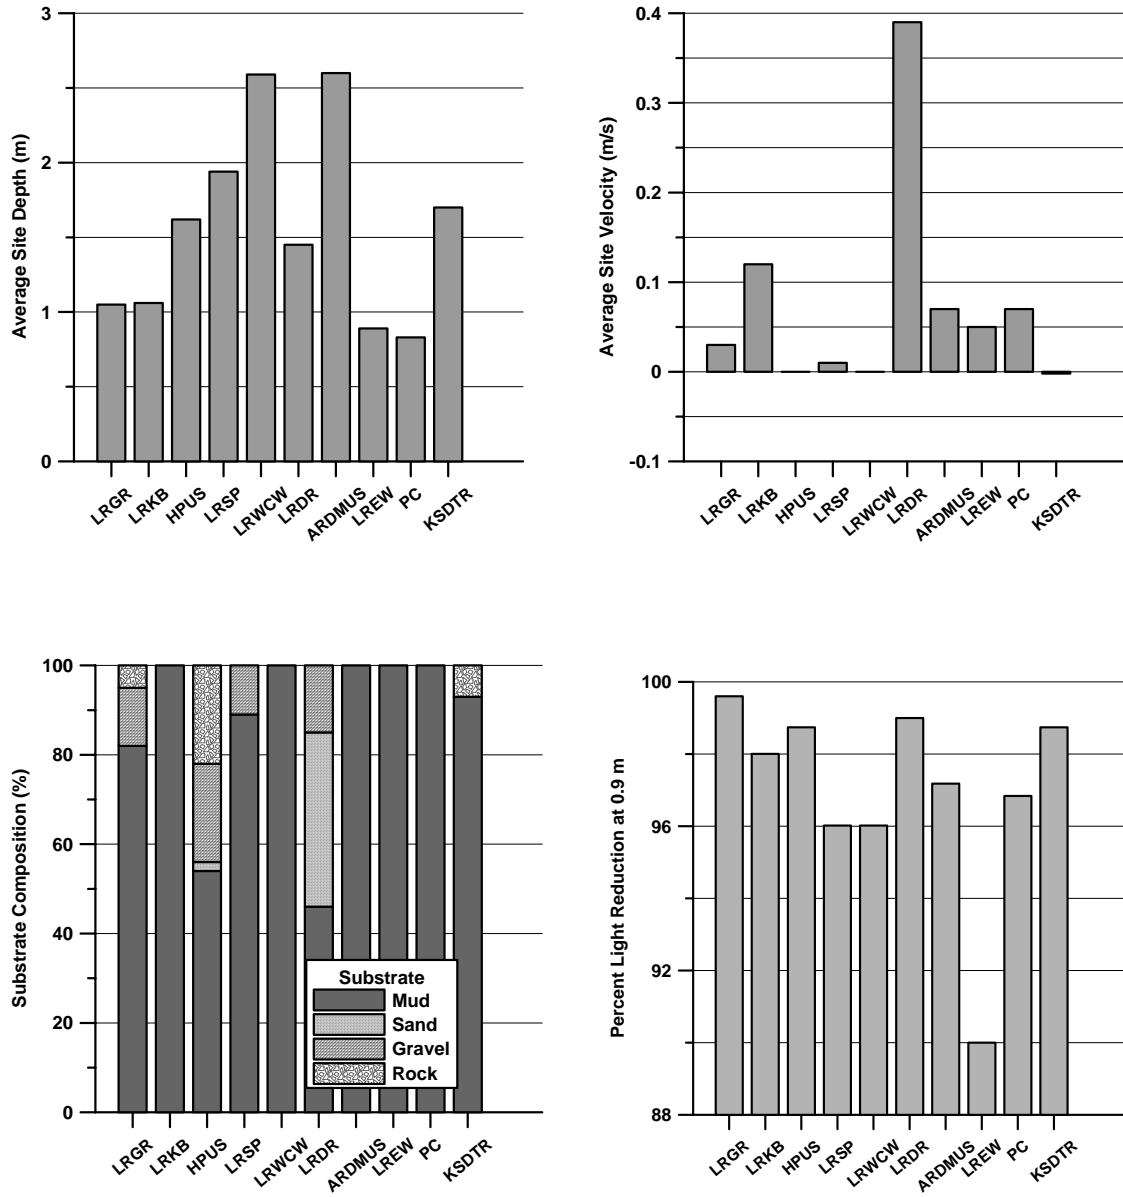 Average Site Depth (m)
3
2
1
0
LRGR LRKB HPUS LRSP LRWCW LRDR ARDMUS LREW PC KSDTR
Average Site Velocity (m/s)
0.4
0.3
0.2
0.1
0
-0.1
LRGR LRKB HPUS LRSP LRWCW LRDR ARDMUS LREW PC KSDTR
Substrate Composition (%)
100
80
60
40
20
0
Substrate
Mud
Sand
Gravel
Rock
LRGR LRKB HPUS LRSP LRWCW LRDR ARDMUS LREW PC KSDTR
Percent Light Reduction at 0.9 m
100
96
92
88
LRGR LRKB HPUS LRSP LRWCW LRDR ARDMUS LREW PC KSDTR